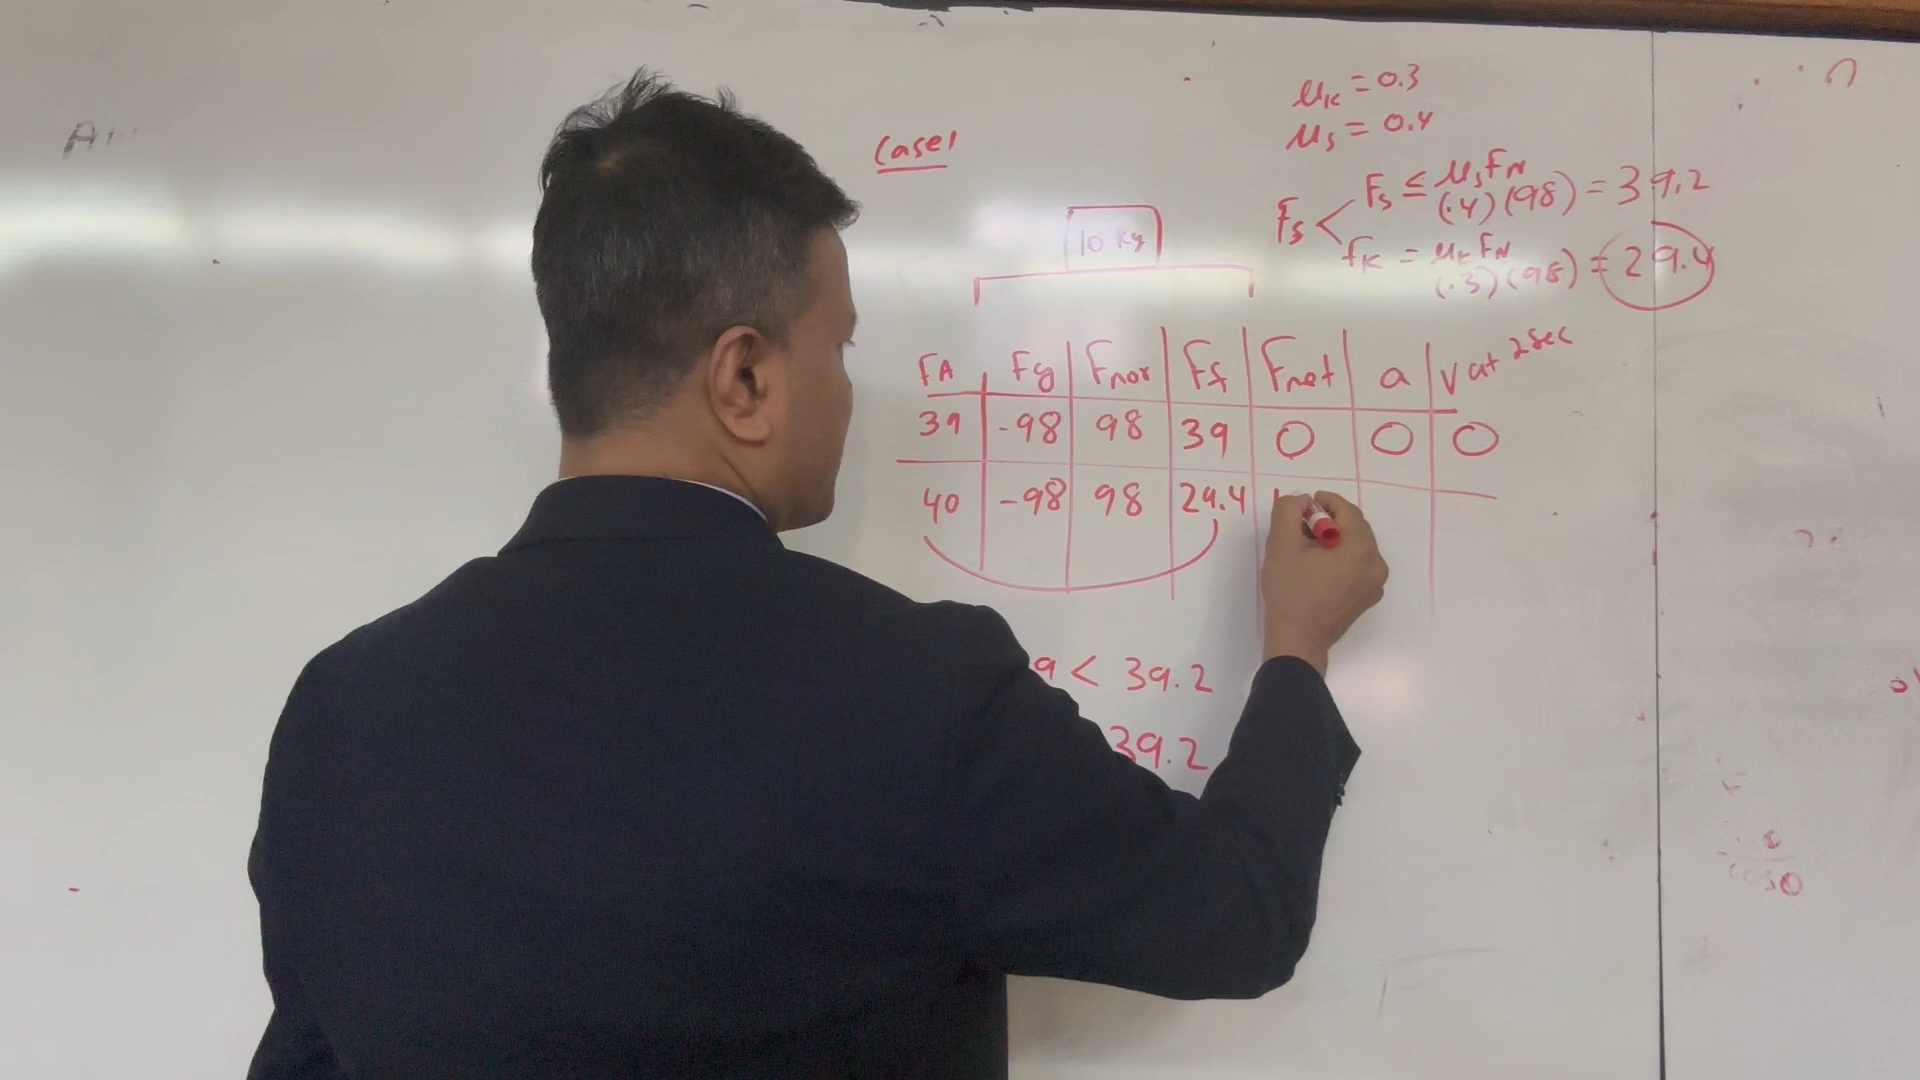 μk = 0.3
μs = 0.4
Case1
Fs ≤ μsFN
(.4)(98) = 39.2
Fs <
fk = μkFN
(.3)(98) = 29.4
10 kg
FA Fg Fnor Ff Fnet a V at 2sec
39 -98 98 39 0 0 0
40 -98 98 29.4
9 < 39.2
39.2
cosθ